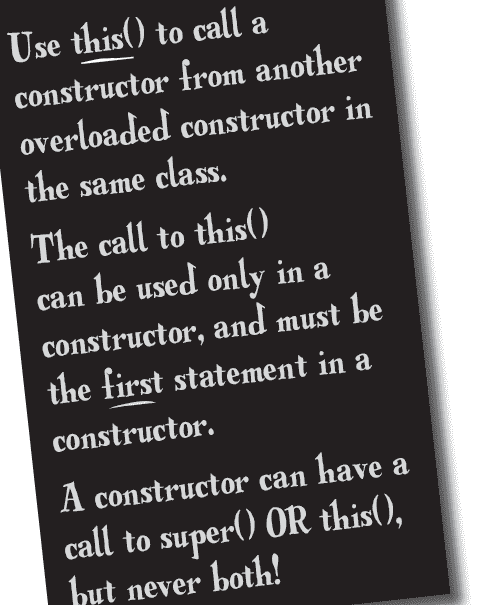 Use this() to call a
constructor from another
overloaded constructor in
the same class.
The call to this()
can be used only in a
constructor, and must be
the first statement in a
constructor.
A constructor can have a
call to super() OR this(),
but never both!